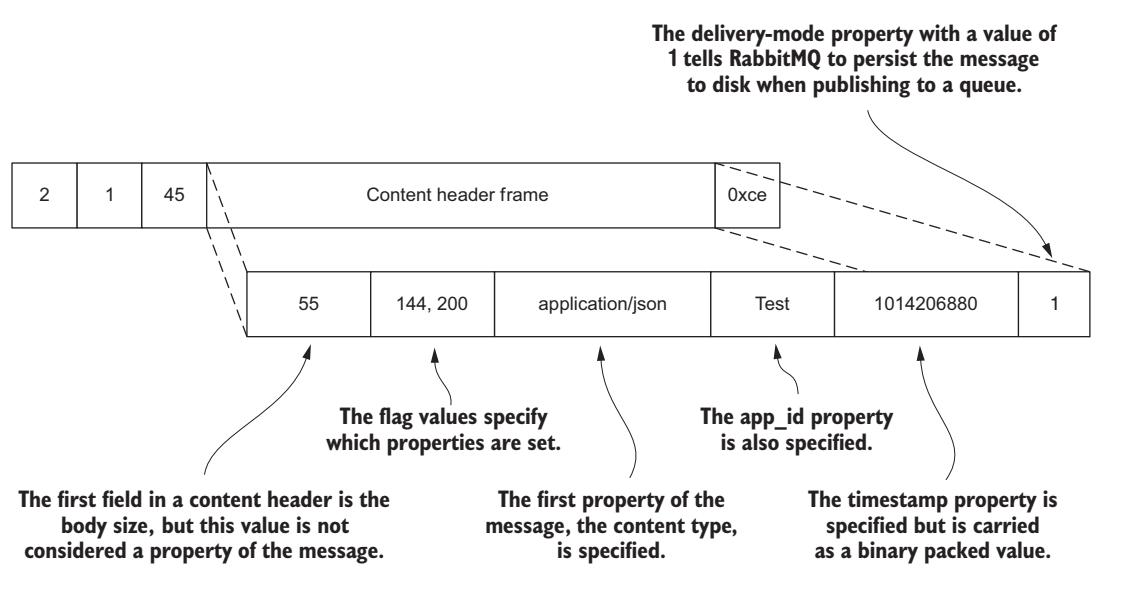 The delivery-mode property with a value of
1 tells RabbitMQ to persist the message
to disk when publishing to a queue.
2 1 45 Content header frame 0xce
55 144, 200 application/json Test 1014206880 1
The flag values specify
which properties are set.
The app_id property
is also specified.
The first field in a content header is the
body size, but this value is not
considered a property of the message.
The first property of the
message, the content type,
is specified.
The timestamp property is
specified but is carried
as a binary packed value.